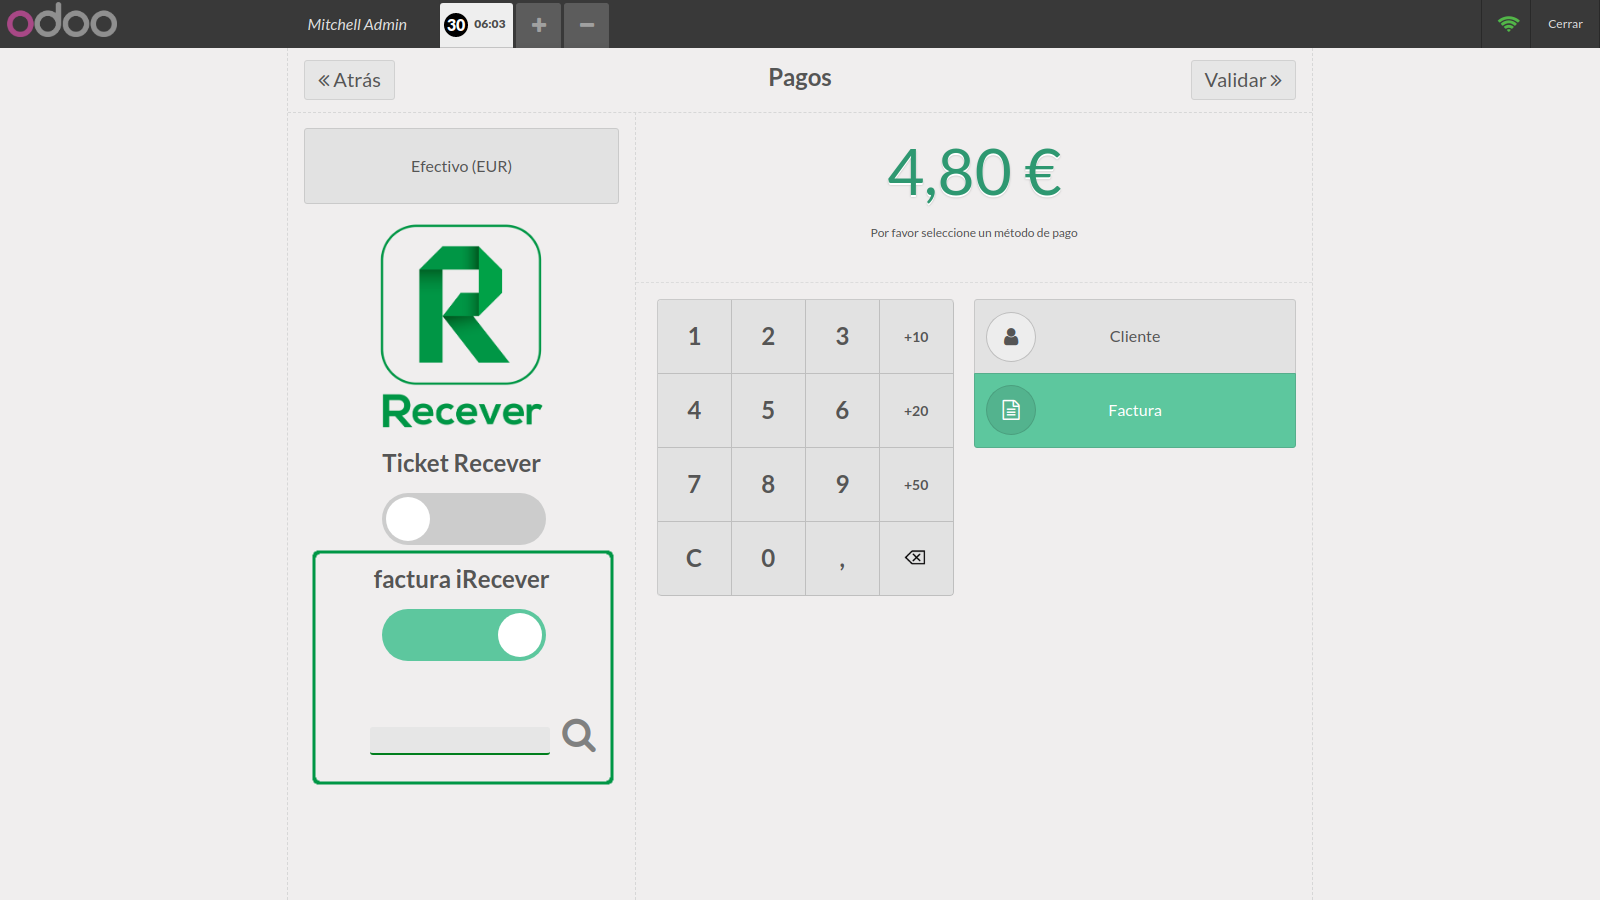 odoo
Mitchell Admin
30 06:03
+
−
Cerrar
« Atrás
Pagos
Validar »
Efectivo (EUR)
4,80 €
Por favor seleccione un método de pago
R
Recever
Ticket Recever
factura iRecever
1 2 3 +10
4 5 6 +20
7 8 9 +50
C 0 ,
Cliente
Factura